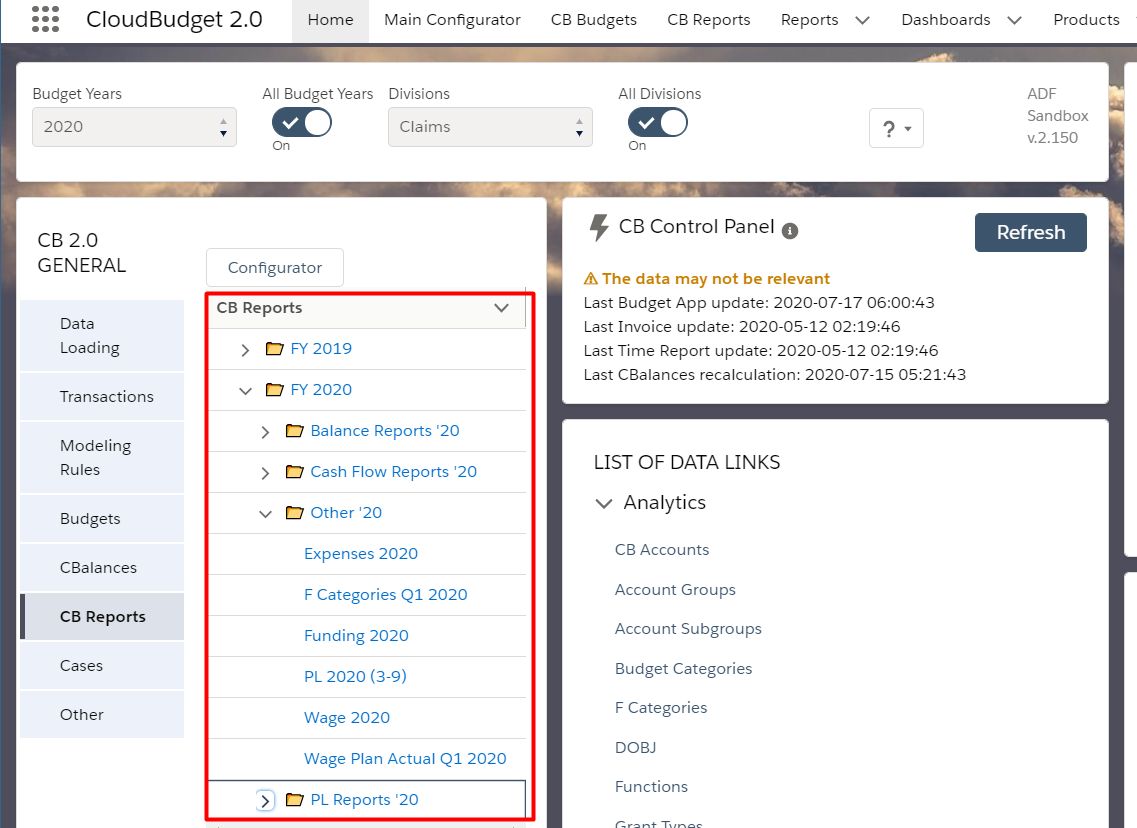 CloudBudget 2.0
Home
Main Configurator
CB Budgets
CB Reports
Reports
Dashboards
Products
Budget Years
2020
All Budget Years
On
Divisions
Claims
All Divisions
On
?
ADF
Sandbox
v.2.150
CB 2.0
GENERAL
Data
Loading
Transactions
Modeling
Rules
Budgets
CBalances
CB Reports
Cases
Other
Configurator
CB Reports
FY 2019
FY 2020
Balance Reports '20
Cash Flow Reports '20
Other '20
Expenses 2020
F Categories Q1 2020
Funding 2020
PL 2020 (3-9)
Wage 2020
Wage Plan Actual Q1 2020
PL Reports '20
CB Control Panel
Refresh
The data may not be relevant
Last Budget App update: 2020-07-17 06:00:43
Last Invoice update: 2020-05-12 02:19:46
Last Time Report update: 2020-05-12 02:19:46
Last CBalances recalculation: 2020-07-15 05:21:43
LIST OF DATA LINKS
Analytics
CB Accounts
Account Groups
Account Subgroups
Budget Categories
F Categories
DOBJ
Functions
Grant Types